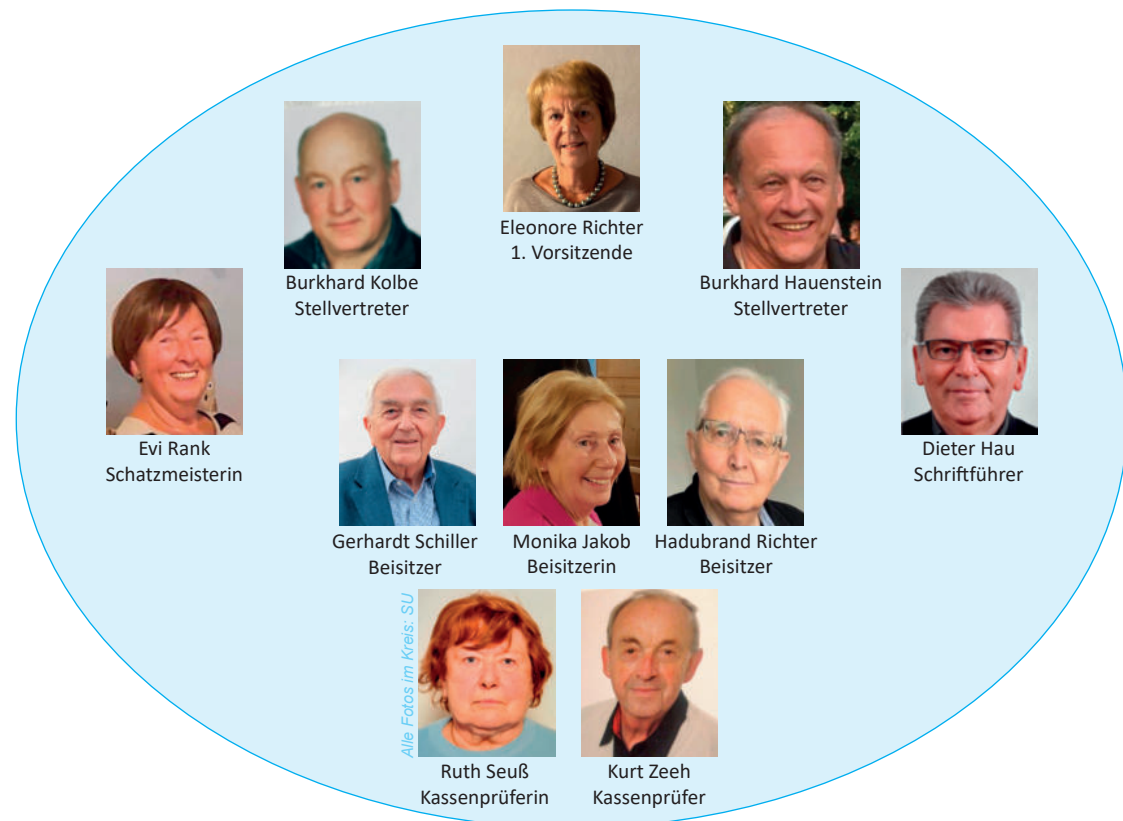 Eleonore Richter
1. Vorsitzende
Burkhard Kolbe
Stellvertreter
Burkhard Hauenstein
Stellvertreter
Evi Rank
Schatzmeisterin
Dieter Hau
Schriftführer
Gerhardt Schiller
Beisitzer
Monika Jakob
Beisitzerin
Hadubrand Richter
Beisitzer
Alle Fotos im Kreis: SU
Ruth Seuß
Kassenprüferin
Kurt Zeeh
Kassenprüfer